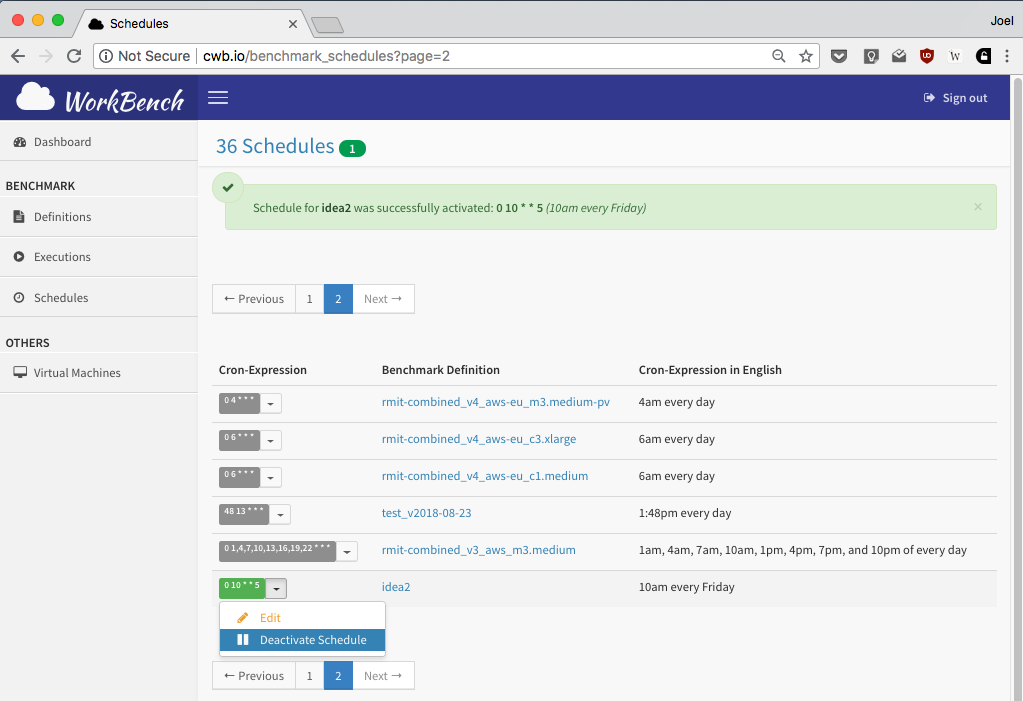 Schedules
Joel
Not Secure cwb.io/benchmark_schedules?page=2
WorkBench
Sign out
Dashboard
BENCHMARK
Definitions
Executions
Schedules
OTHERS
Virtual Machines
36 Schedules 1
Schedule for idea2 was successfully activated: 0 10 * * 5 (10am every Friday) ×
← Previous 1 2 Next →
Cron-Expression Benchmark Definition Cron-Expression in English
0 4 * * * rmit-combined_v4_aws-eu_m3.medium-pv 4am every day
0 6 * * * rmit-combined_v4_aws-eu_c3.xlarge 6am every day
0 6 * * * rmit-combined_v4_aws-eu_c1.medium 6am every day
48 13 * * * test_v2018-08-23 1:48pm every day
0 1,4,7,10,13,16,19,22 * * * rmit-combined_v3_aws_m3.medium 1am, 4am, 7am, 10am, 1pm, 4pm, 7pm, and 10pm of every day
0 10 * * 5 idea2 10am every Friday
Edit
Deactivate Schedule
← Previous 1 2 Next →